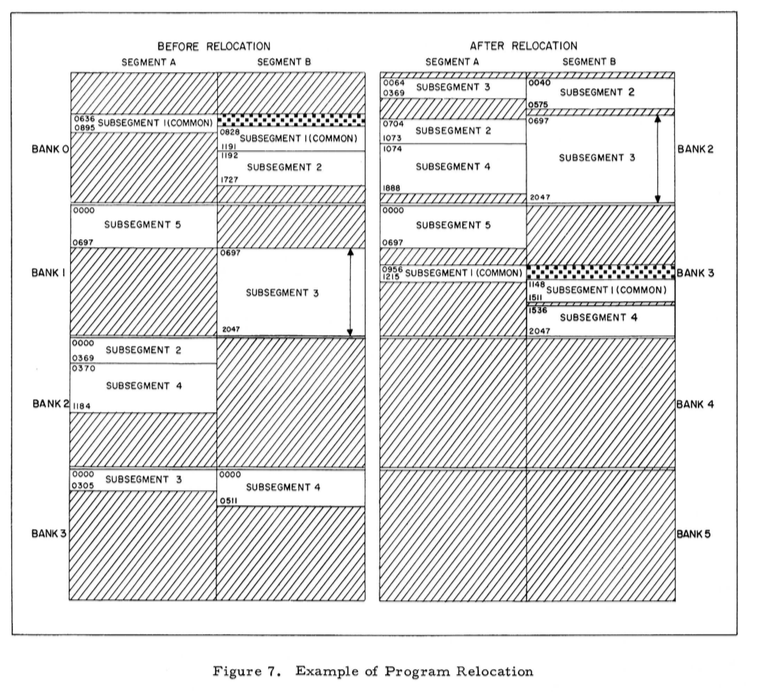 BEFORE RELOCATION
SEGMENT A SEGMENT B
BANK 0
0636 SUBSEGMENT 1(COMMON)
0895
0828
SUBSEGMENT 1(COMMON)
1191
1192
SUBSEGMENT 2
1727
BANK 1
0000
SUBSEGMENT 5
0697
0697
SUBSEGMENT 3
2047
BANK 2
0000
SUBSEGMENT 2
0369
0370
SUBSEGMENT 4
1184
BANK 3
0000
SUBSEGMENT 3
0305
0000
SUBSEGMENT 4
0511
AFTER RELOCATION
SEGMENT A SEGMENT B
0064
SUBSEGMENT 3
0369
0704
SUBSEGMENT 2
1073
1074
SUBSEGMENT 4
1888
0040
SUBSEGMENT 2
0575
0697
SUBSEGMENT 3
2047
BANK 2
0000
SUBSEGMENT 5
0697
0956
SUBSEGMENT 1 (COMMON)
1215
1148
SUBSEGMENT 1(COMMON)
1511
1536
SUBSEGMENT 4
2047
BANK 3
BANK 4
BANK 5
Figure 7. Example of Program Relocation